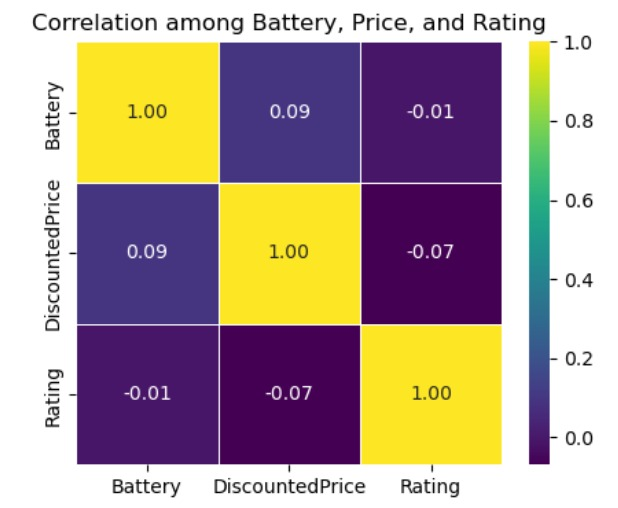 Correlation among Battery, Price, and Rating
Battery
1.00
0.09
-0.01
DiscountedPrice
0.09
1.00
-0.07
Rating
-0.01
-0.07
1.00
Battery
DiscountedPrice
Rating
1.0
0.8
0.6
0.4
0.2
0.0